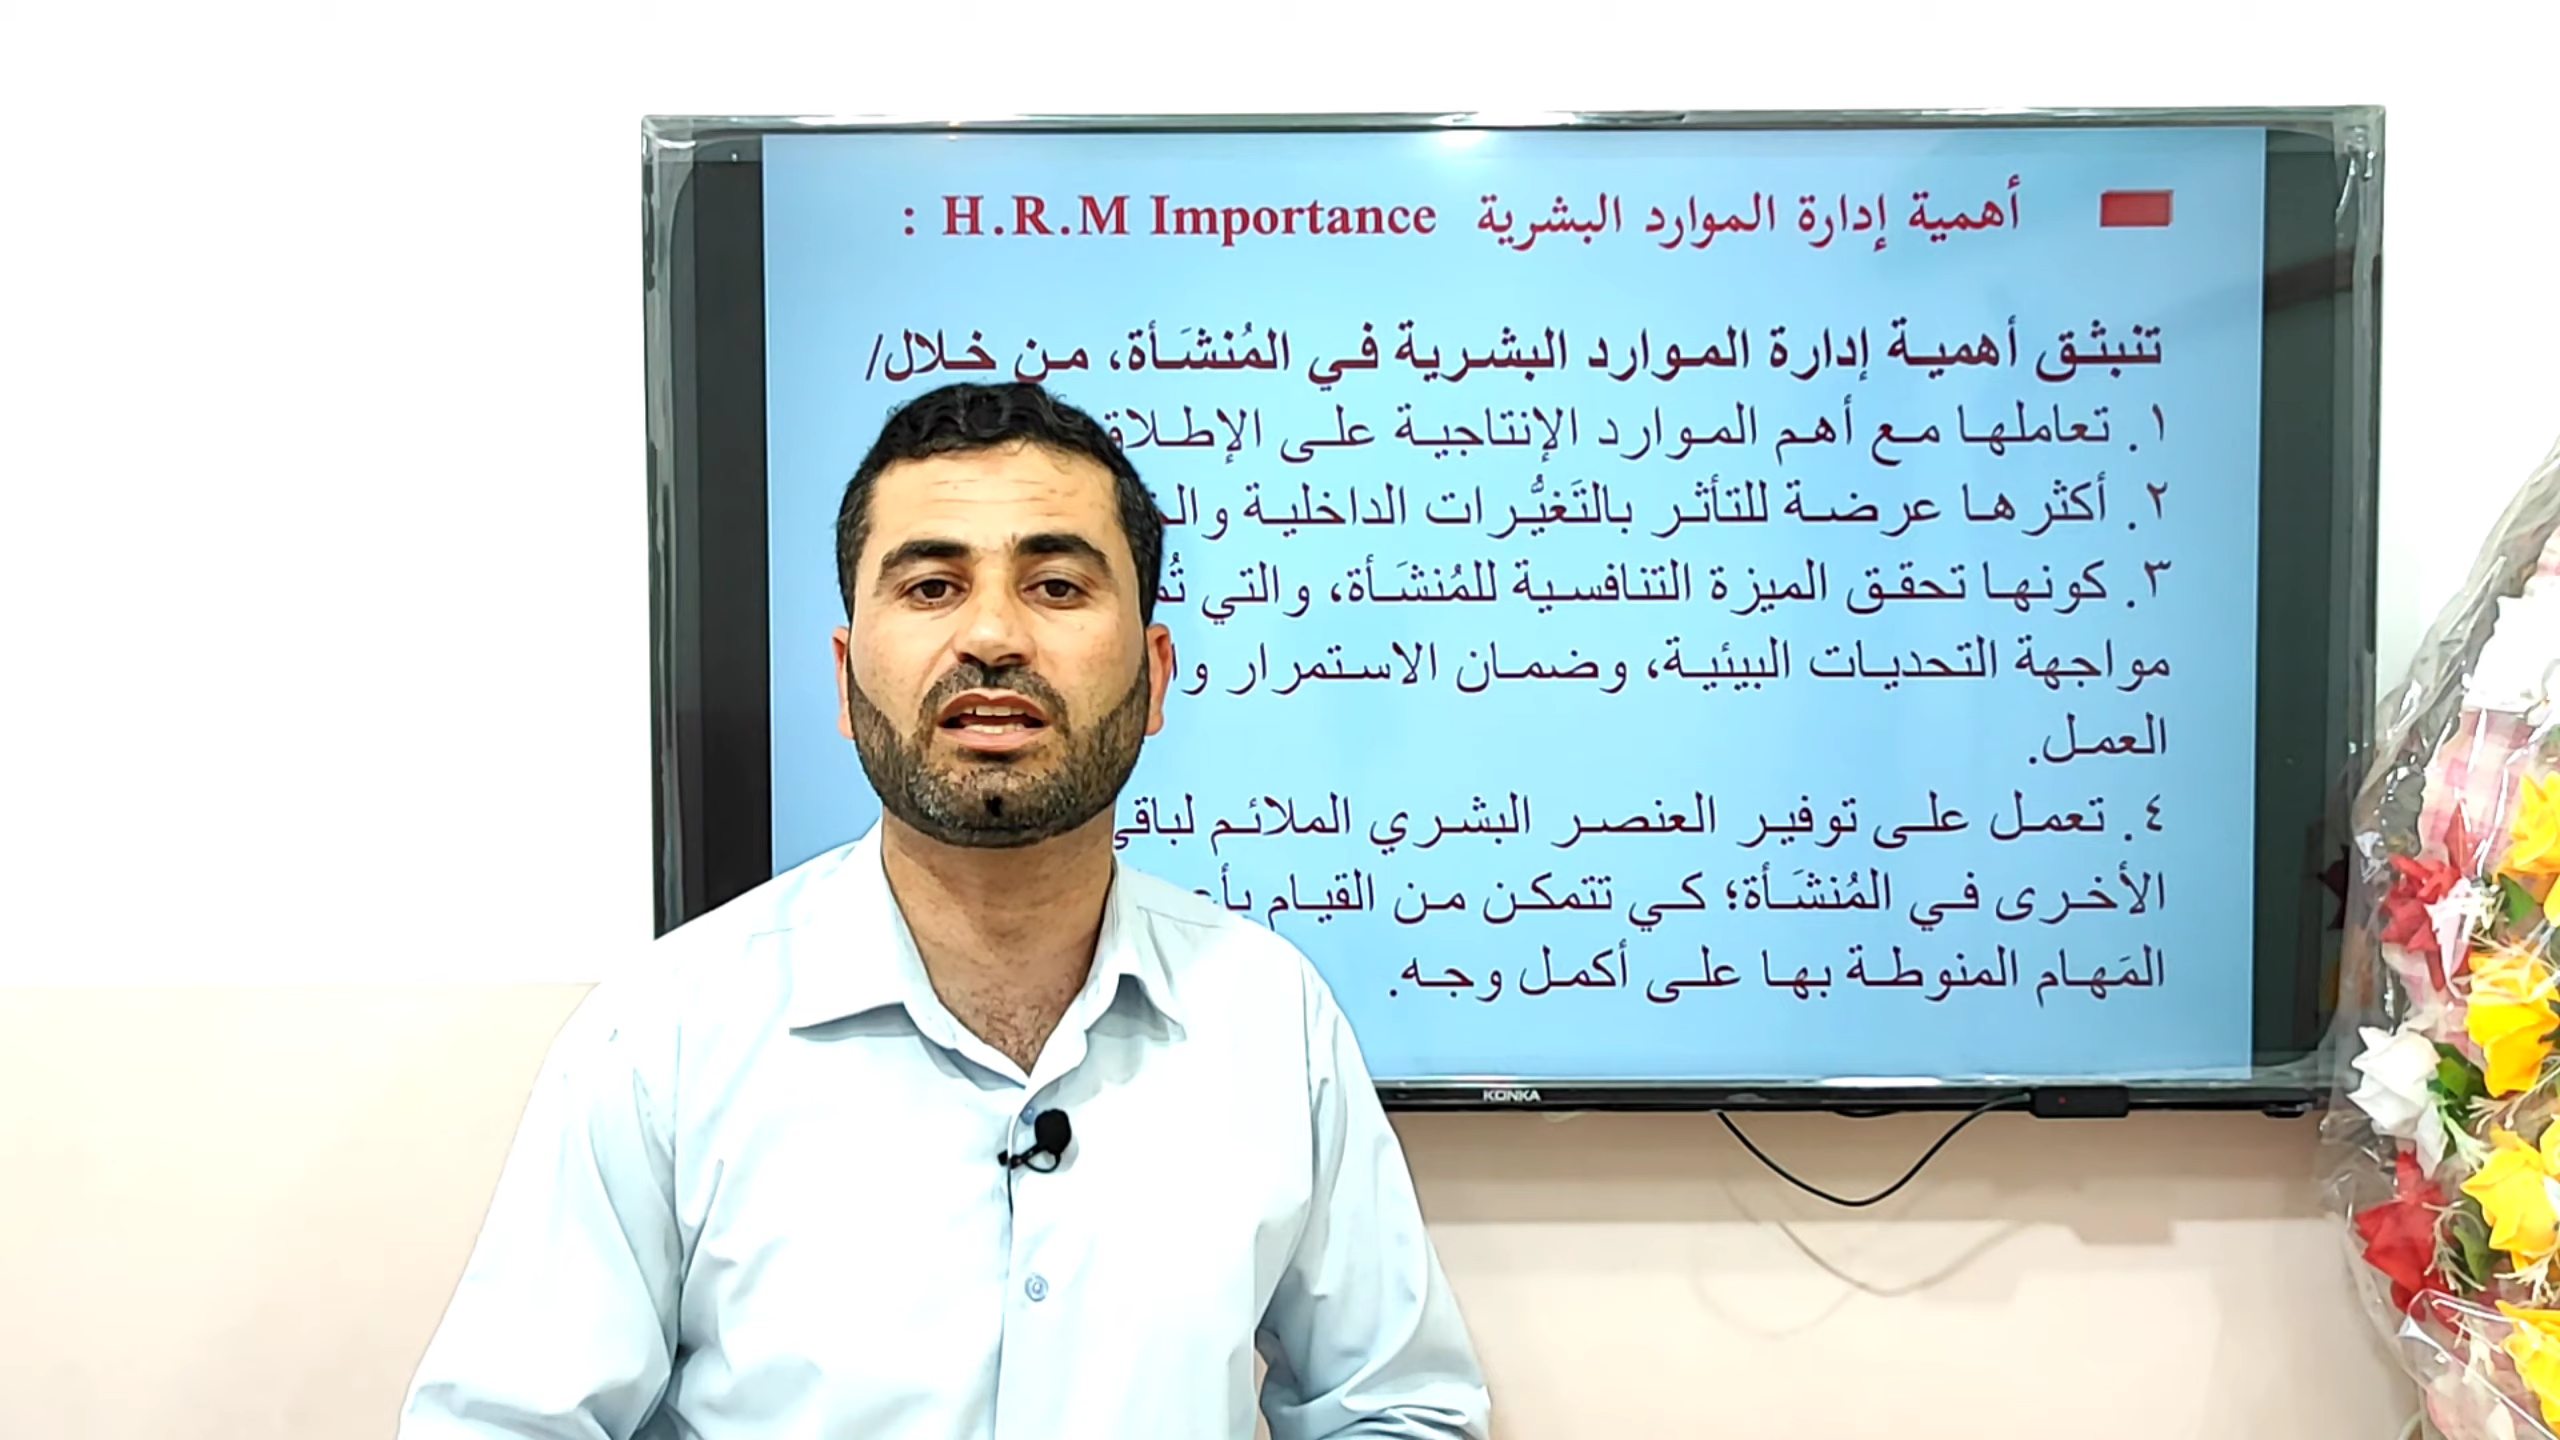 أهمية إدارة الموارد البشرية H.R.M Importance :
تنبثق أهمية إدارة الموارد البشرية في المُنشَأة، من خلال/
١. تعاملها مع أهم الموارد الإنتاجية على الإطلاق
٢. أكثرها عرضة للتأثر بالتَغيُّرات الداخلية
٣. كونها تحقق الميزة التنافسية للمُنشَأة، والتي
مواجهة التحديات البيئية، وضمان الاستمرار
العمل.
٤. تعمل على توفير العنصر البشري الملائم لباقي
الأخرى في المُنشَأة؛ كي تتمكن من القيام
المَهام المنوطة بها على أكمل وجه.
KONKA